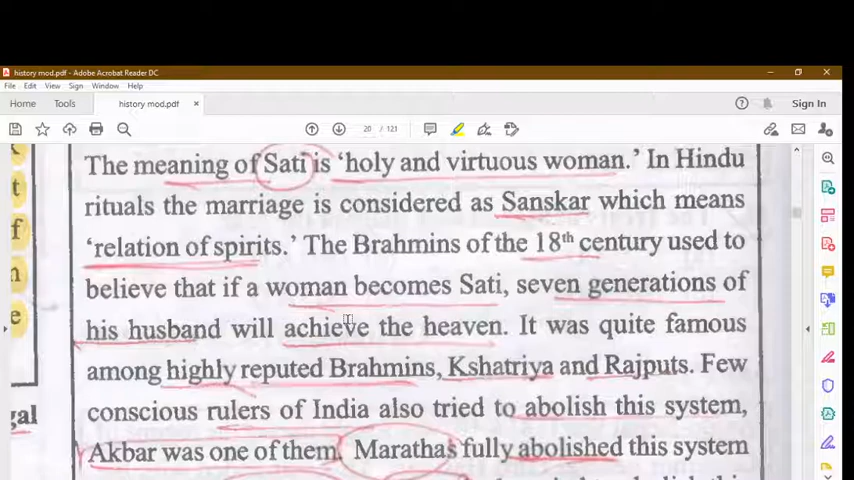 history mod.pdf - Adobe Acrobat Reader DC
File Edit View Sign Window Help
Home Tools history mod.pdf × Sign In
20 / 121
The meaning of Sati is ‘holy and virtuous woman.’ In Hindu
rituals the marriage is considered as Sanskar which means
‘relation of spirits.’ The Brahmins of the 18th century used to
believe that if a woman becomes Sati, seven generations of
his husband will achieve the heaven. It was quite famous
among highly reputed Brahmins, Kshatriya and Rajputs. Few
conscious rulers of India also tried to abolish this system,
Akbar was one of them. Marathas fully abolished this system
t
f
n
e
gal